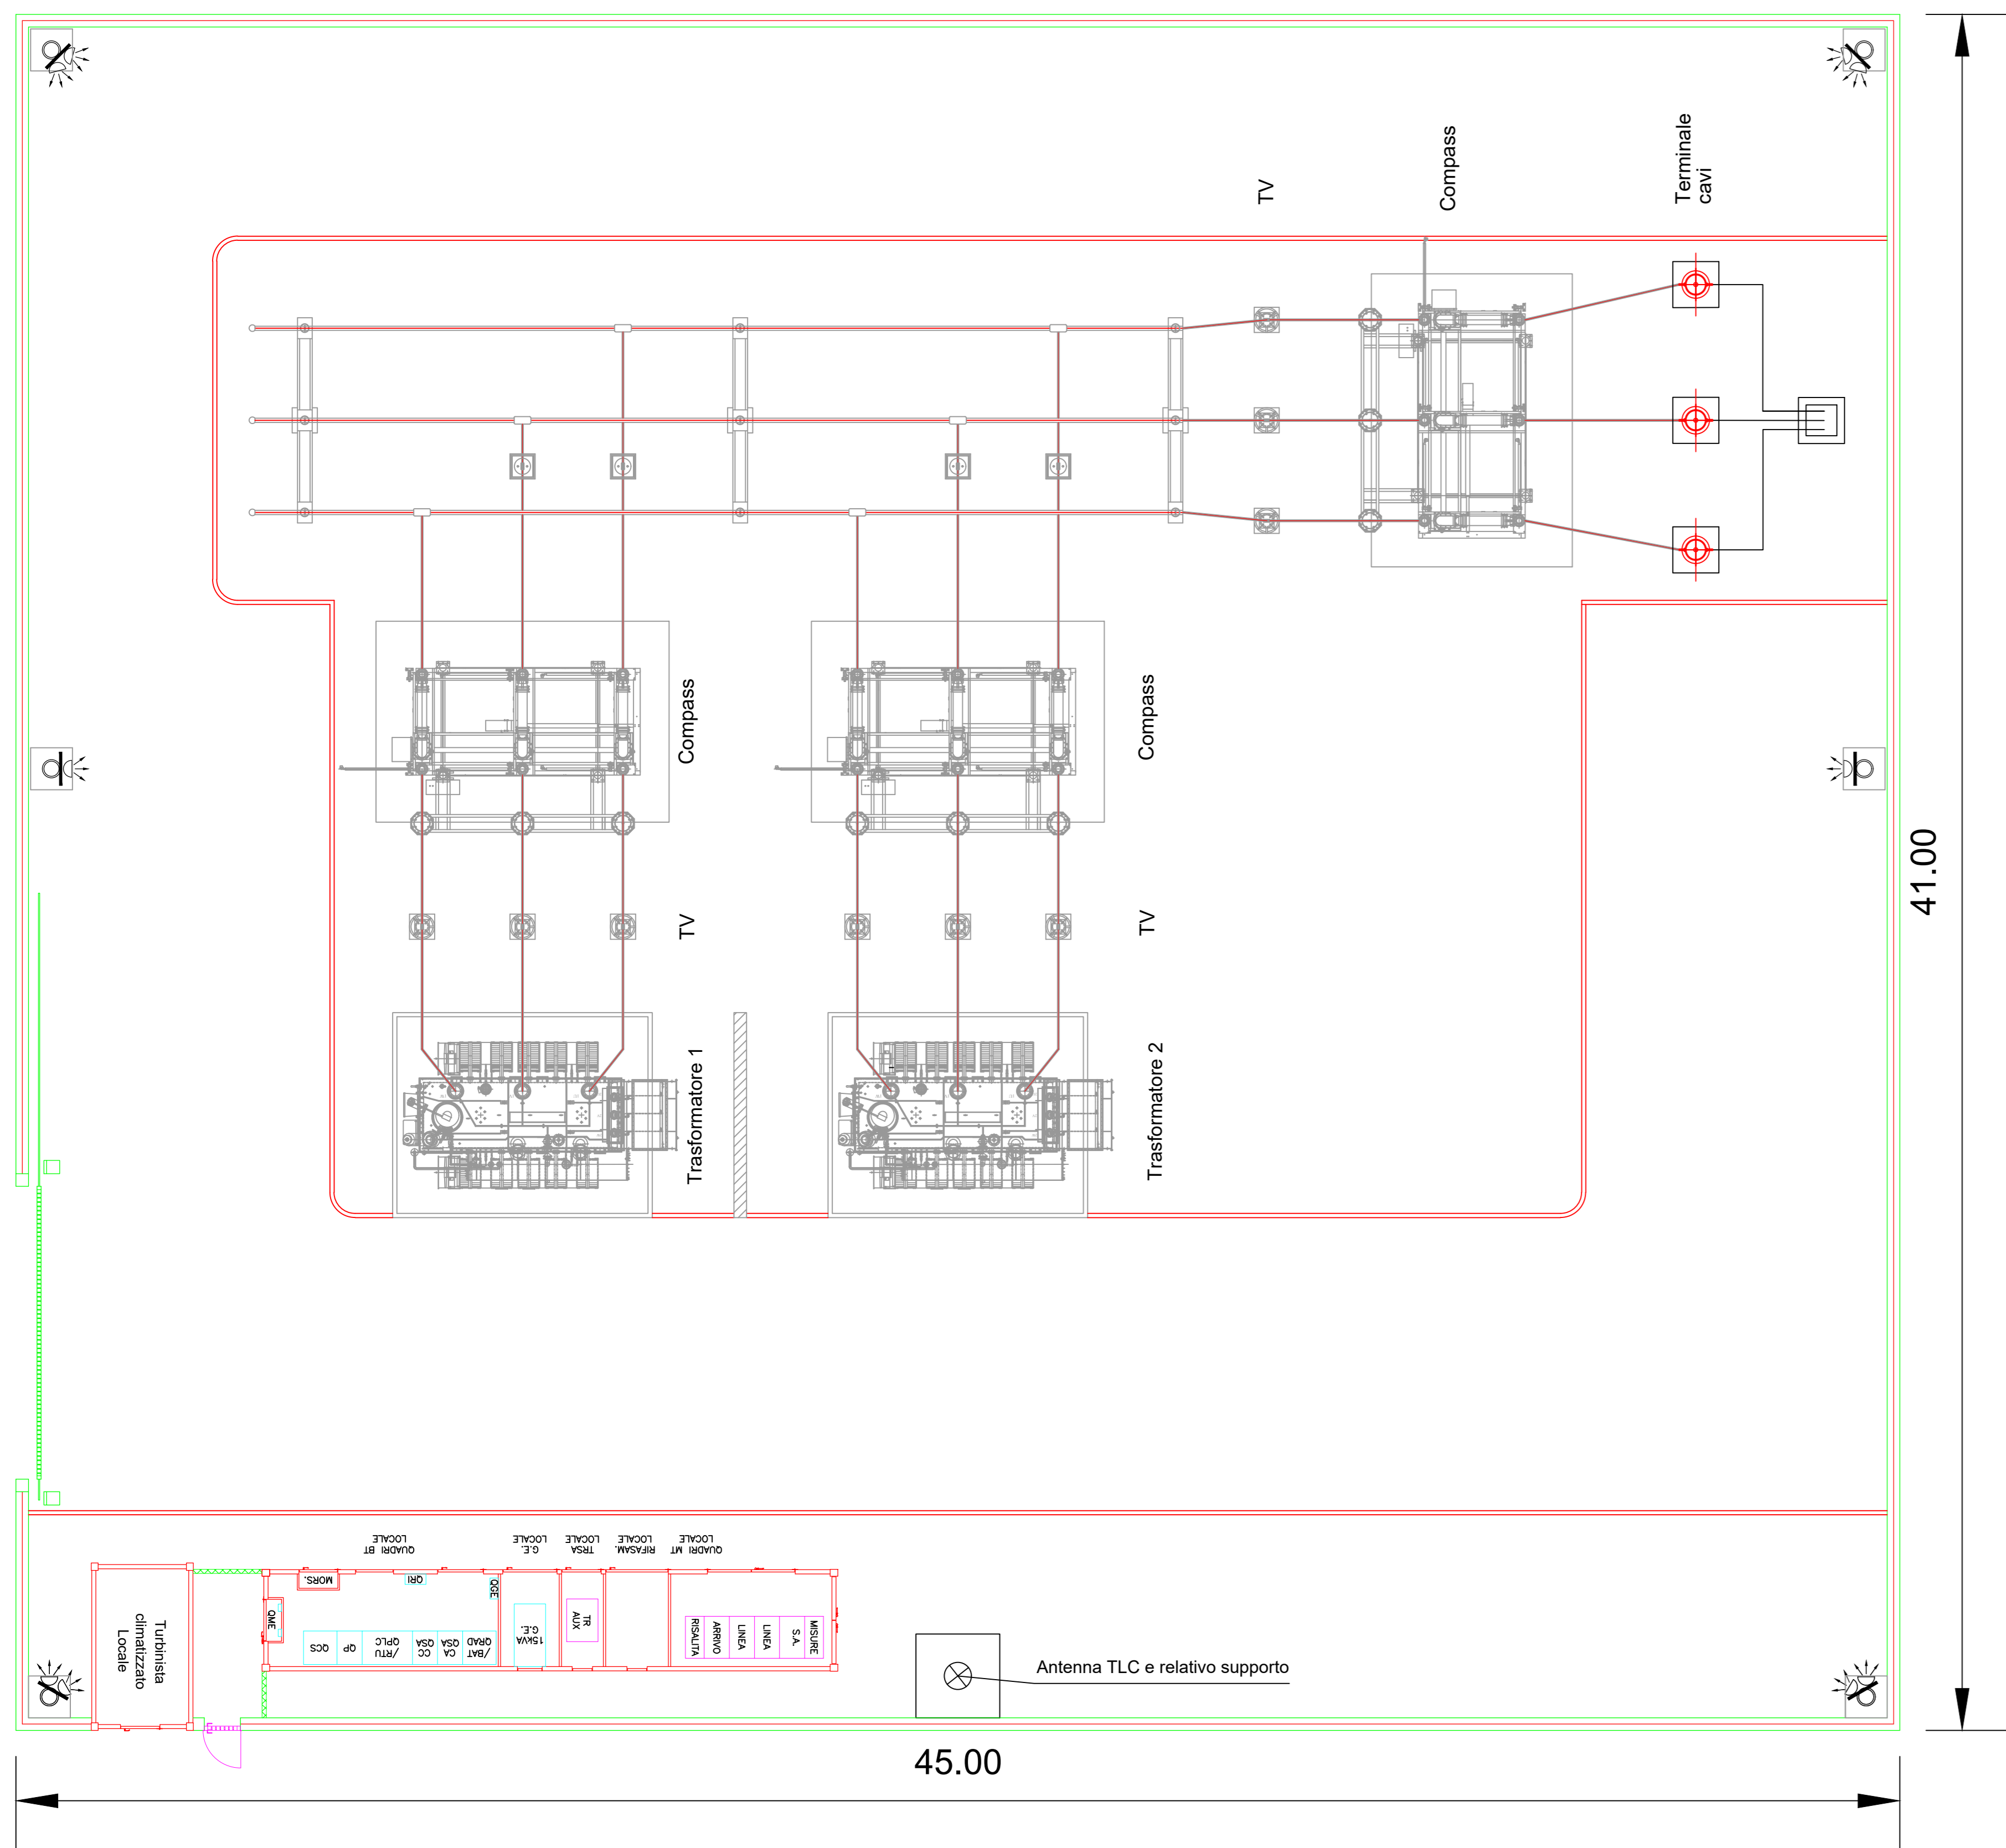 TV
Compass
Terminale
cavi
Compass
Compass
TV
TV
Trasformatore 1
Trasformatore 2
41.00
LOCALE
QUADRI BT
LOCALE
G.E.
LOCALE
TRSA
LOCALE
RIFASAM.
LOCALE
QUADRI MT
MORS.
QRI
QGE
QME
QCS
QP
QPLC
/RTU
QSA
CC
QSA
CA
QRAD
/BAT
G.E.
15kVA
TR
AUX
RISALITA
ARRIVO
LINEA
LINEA
S.A.
MISURE
Locale
climatizzato
Turbinista
Antenna TLC e relativo supporto
45.00